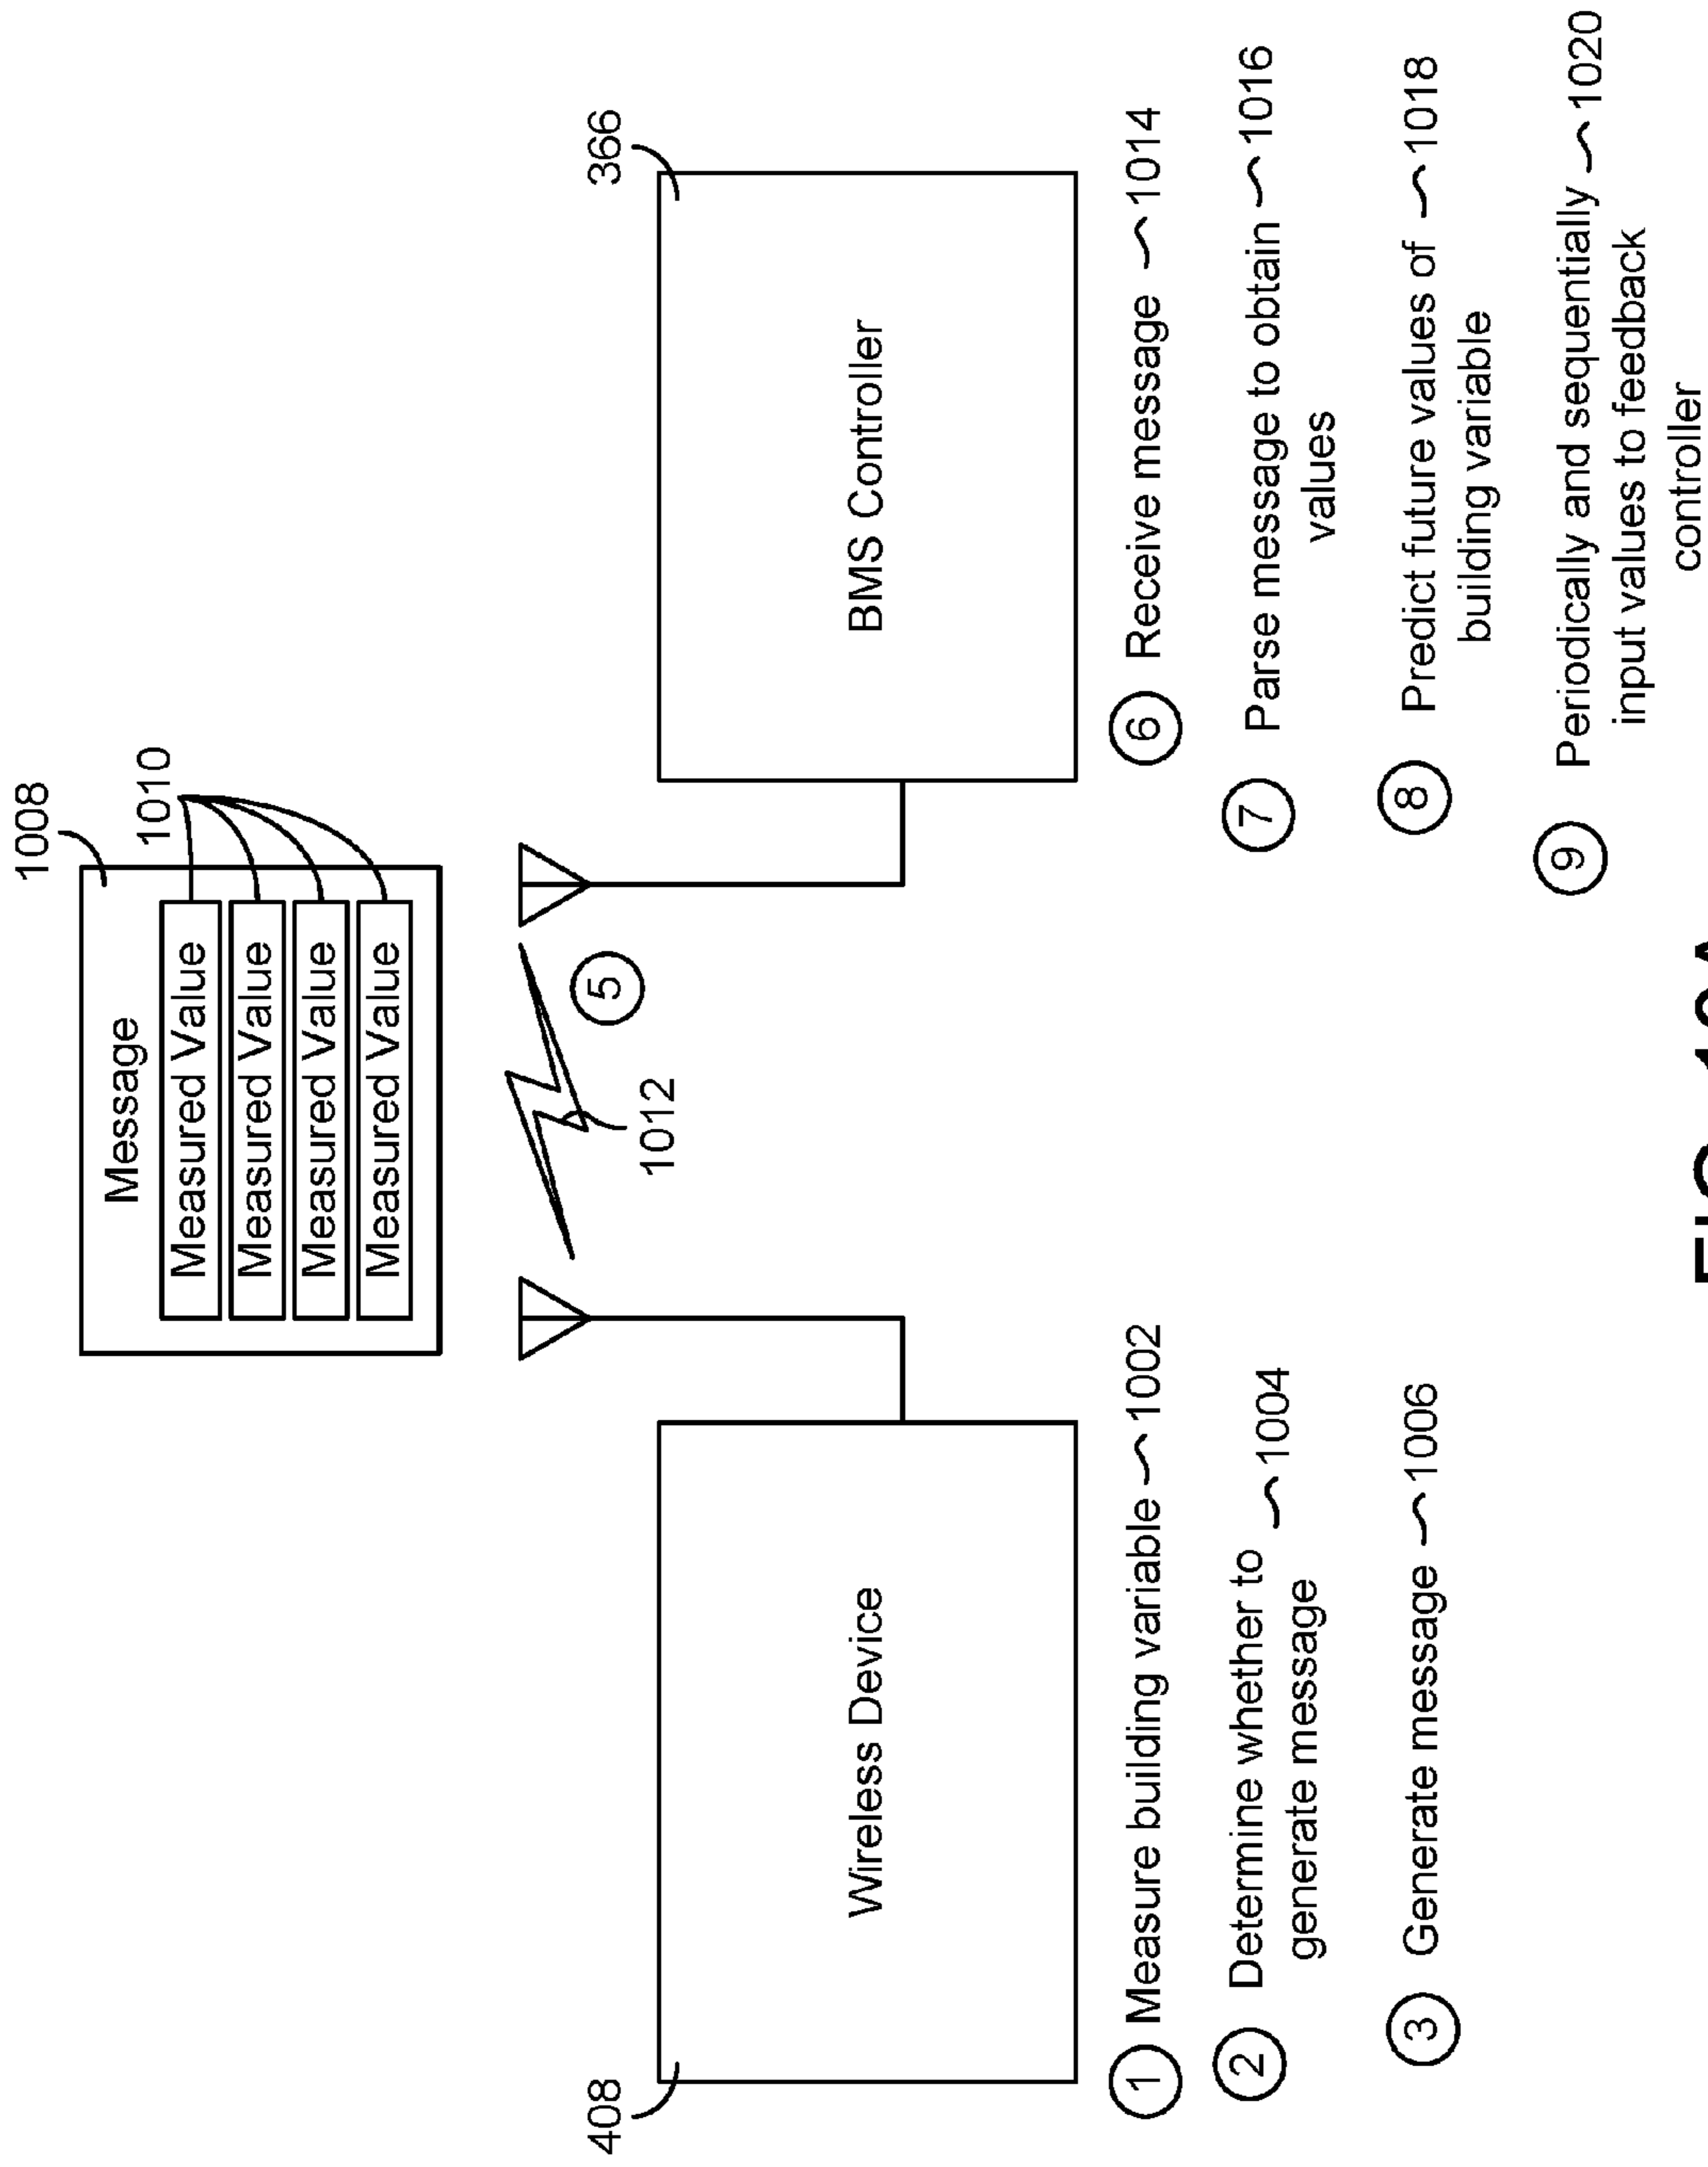 1008
Message
1010
Measured Value
Measured Value
Measured Value
Measured Value
5
1012
408
366
Wireless Device
BMS Controller
1 Measure building variable 1002
2 Determine whether to 1004
generate message
3 Generate message 1006
6 Receive message 1014
7 Parse message to obtain 1016
values
8 Predict future values of 1018
building variable
9 Periodically and sequentially 1020
input values to feedback
controller